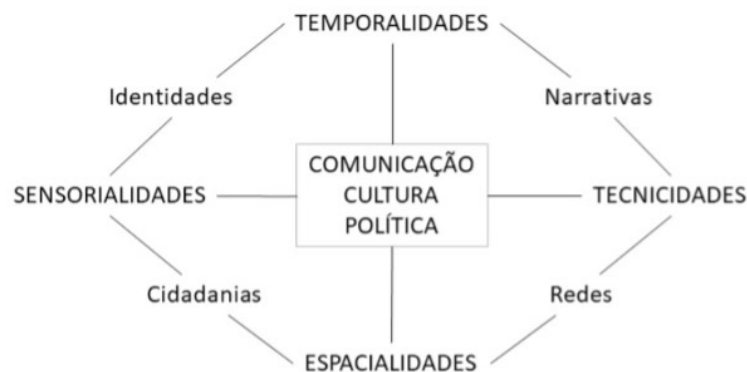 TEMPORALIDADES
Identidades
Narrativas
COMUNICAÇÃO
CULTURA
POLÍTICA
SENSORIALIDADES
TECNICIDADES
Cidadanias
Redes
ESPACIALIDADES